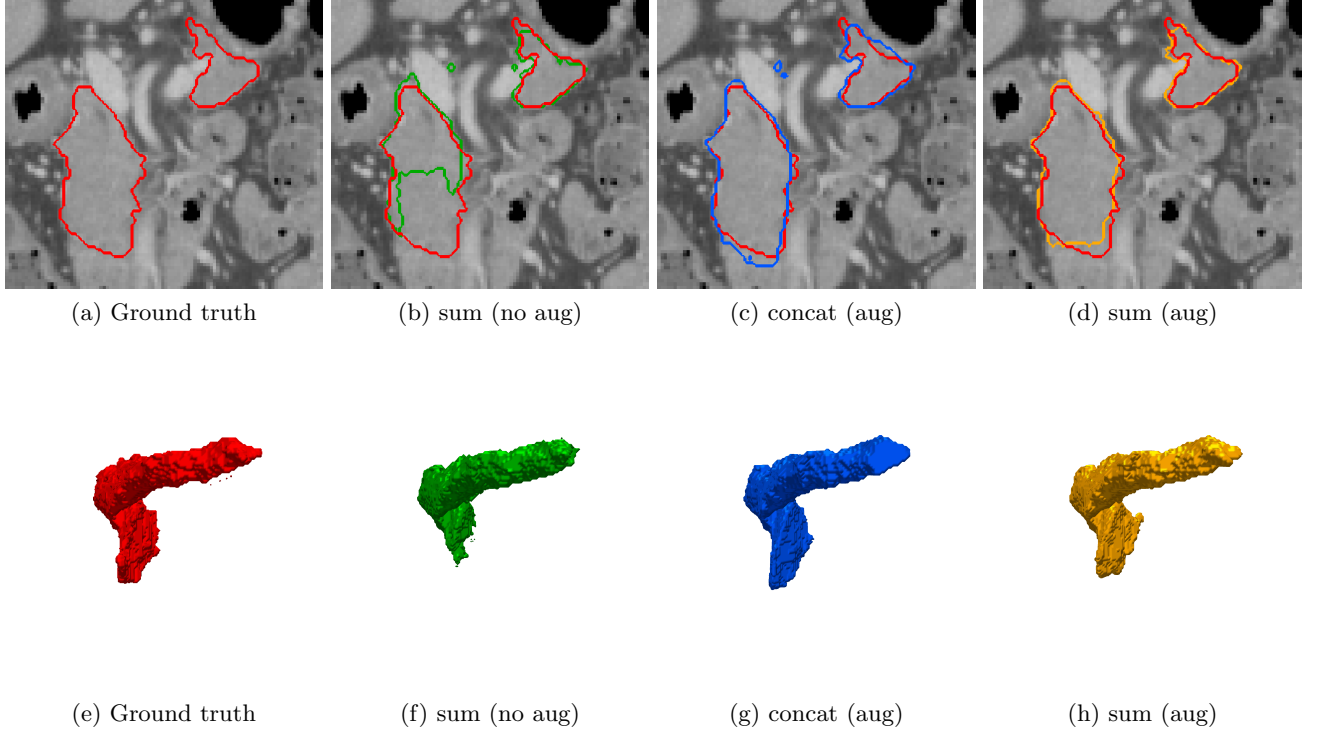 (a) Ground truth
(b) sum (no aug)
(c) concat (aug)
(d) sum (aug)
(e) Ground truth
(f) sum (no aug)
(g) concat (aug)
(h) sum (aug)